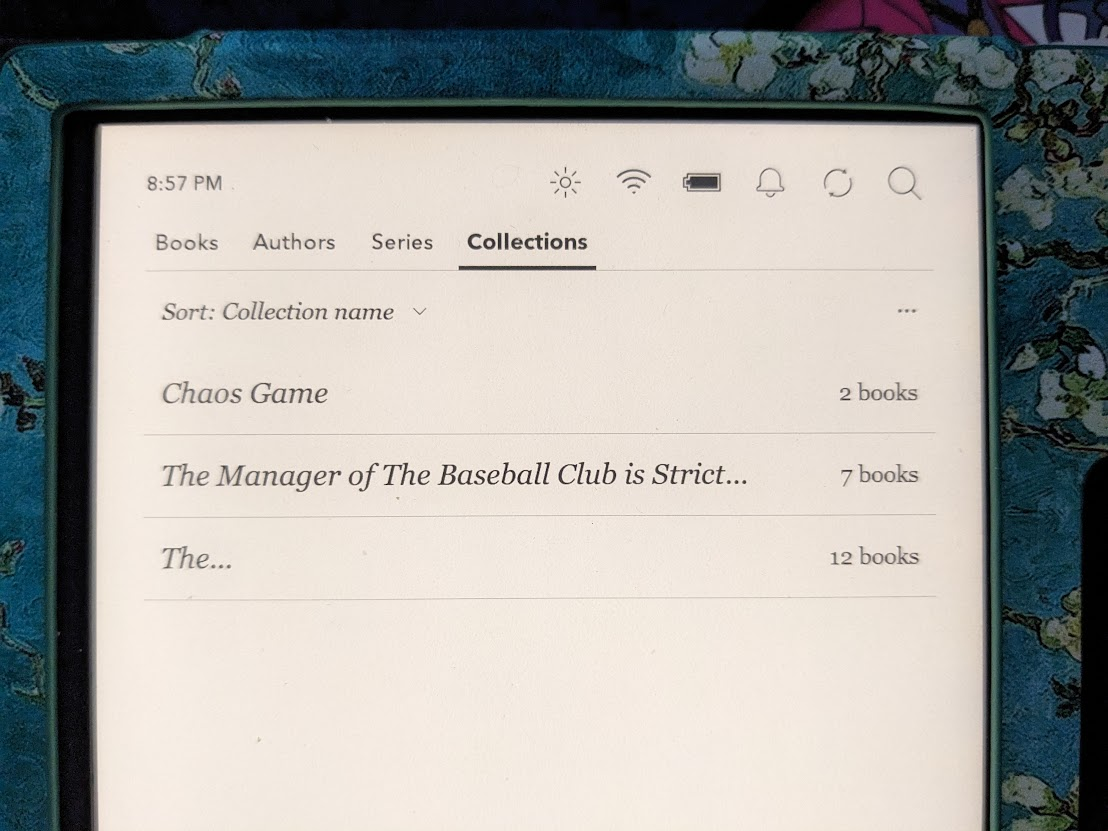 8:57 PM
Books Authors Series Collections
Sort: Collection name
Chaos Game 2 books
The Manager of The Baseball Club is Strict... 7 books
The... 12 books